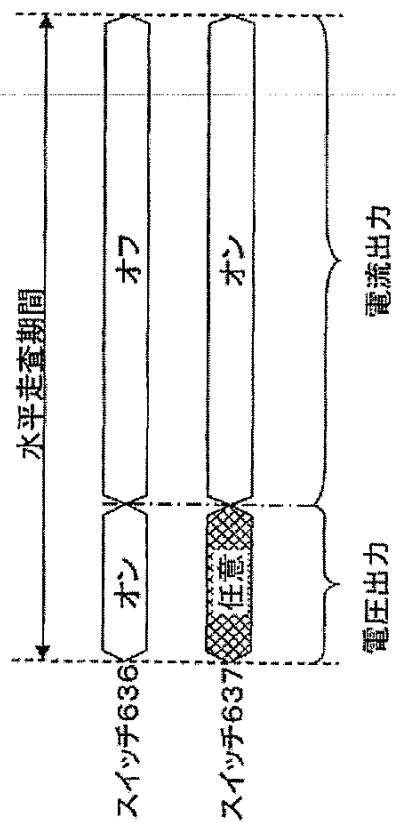 水平走査期間
スイッチ636
オン
オフ
スイッチ637
任意
オン
電圧出力
電流出力